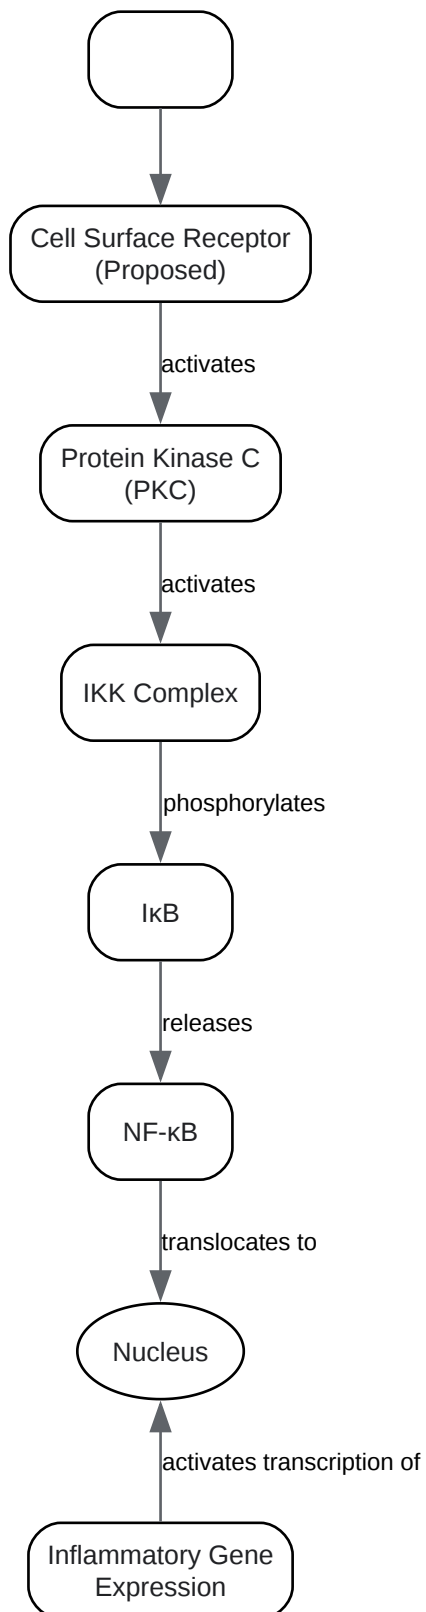 Cell Surface Receptor
(Proposed)
activates
Protein Kinase C
(PKC)
activates
IKK Complex
phosphorylates
IκB
releases
NF-κB
translocates to
Nucleus
activates transcription of
Inflammatory Gene
Expression